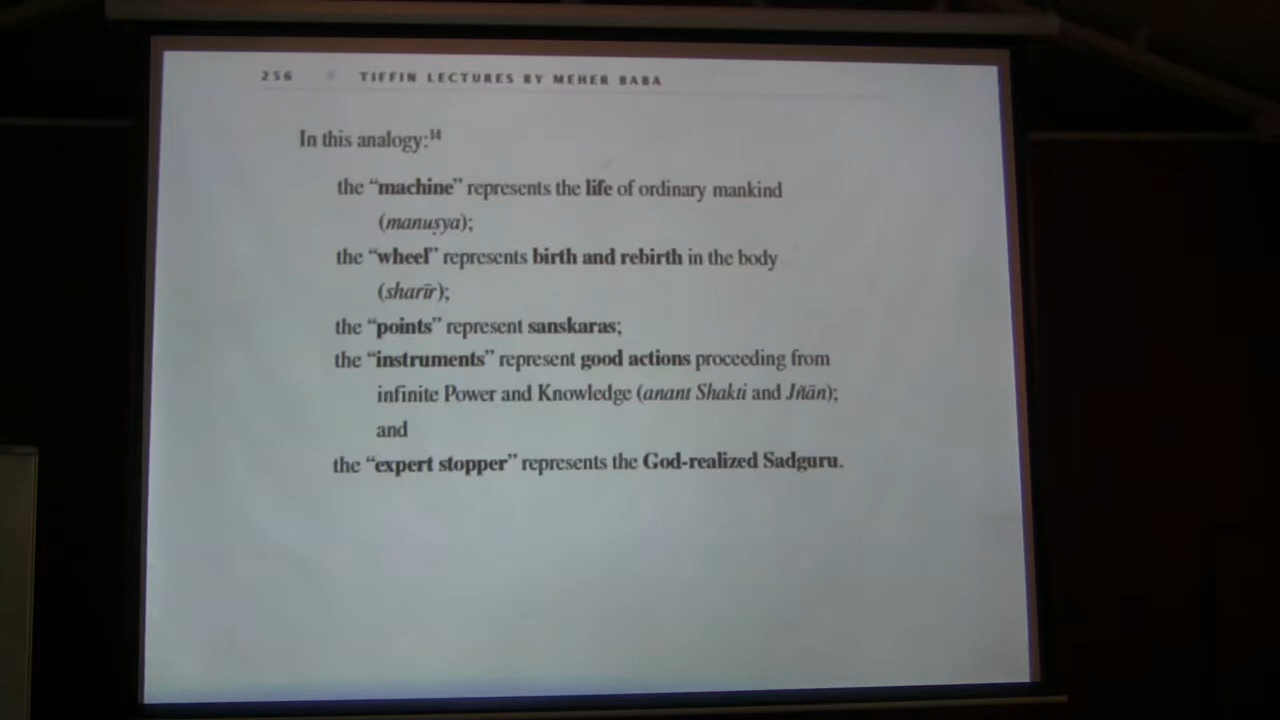 256 TIFFIN LECTURES BY MEHER BABA
In this analogy:¹⁴
the “machine” represents the life of ordinary mankind
(manuṣya);
the “wheel” represents birth and rebirth in the body
(sharīr);
the “points” represent sanskaras;
the “instruments” represent good actions proceeding from
infinite Power and Knowledge (anant Shakti and Jñān);
and
the “expert stopper” represents the God-realized Sadguru.